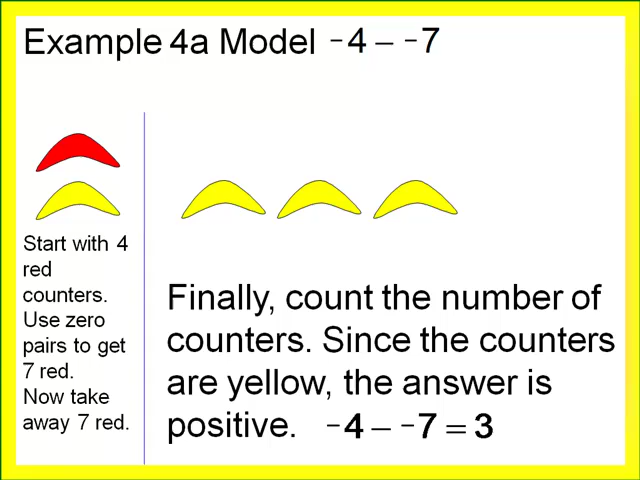 Example 4a Model ⁻4 – ⁻7
Start with 4
red
counters.
Use zero
pairs to get
7 red.
Now take
away 7 red.
Finally, count the number of
counters. Since the counters
are yellow, the answer is
positive. ⁻4 – ⁻7 = 3